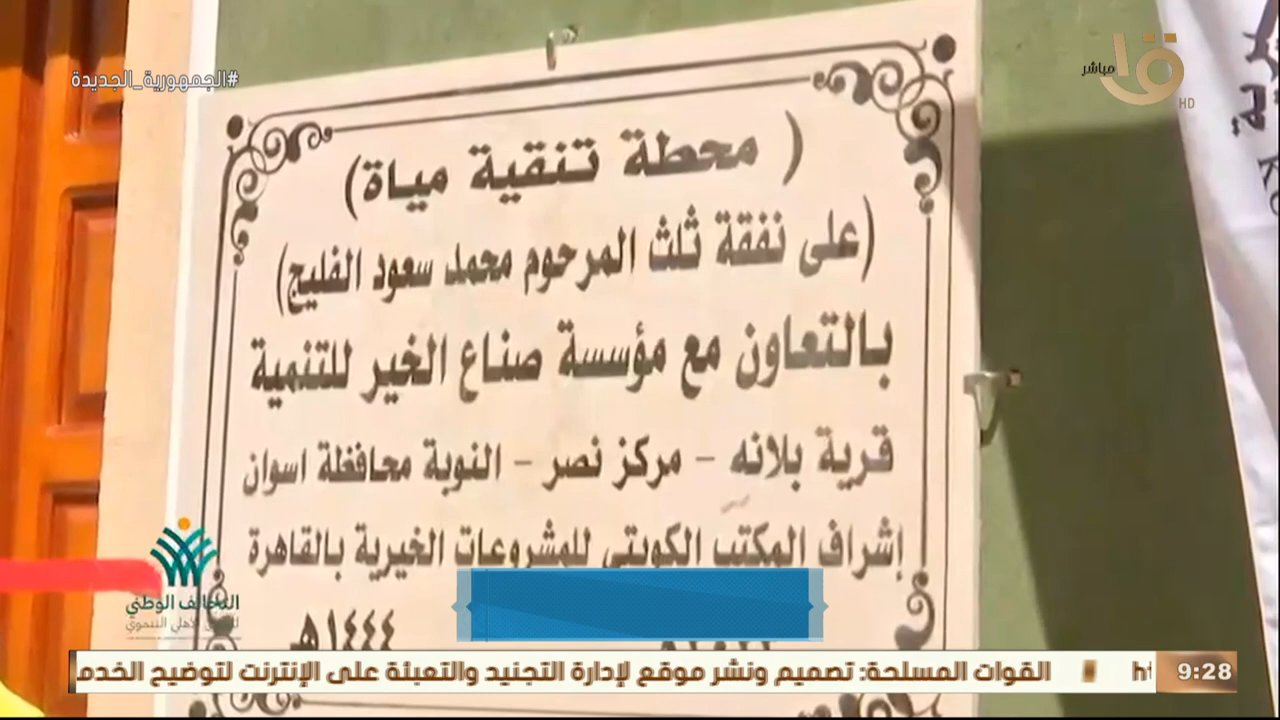 #الجمهورية_الجديدة
مباشر
HD
( محطة تنقية مياة)
(على نفقة ثلث المرحوم محمد سعود الفليج)
بالتعاون مع مؤسسة صناع الخير للتنمية
قرية بلانه - مركز نصر - النوبة محافظة اسوان
إشراف المكتب الكويتي للمشروعات الخيرية بالقاهرة
١٤٤٤هـ
التحالف الوطني
القوات المسلحة: تصميم ونشر موقع لإدارة التجنيد والتعبئة على الإنترنت لتوضيح
9:28